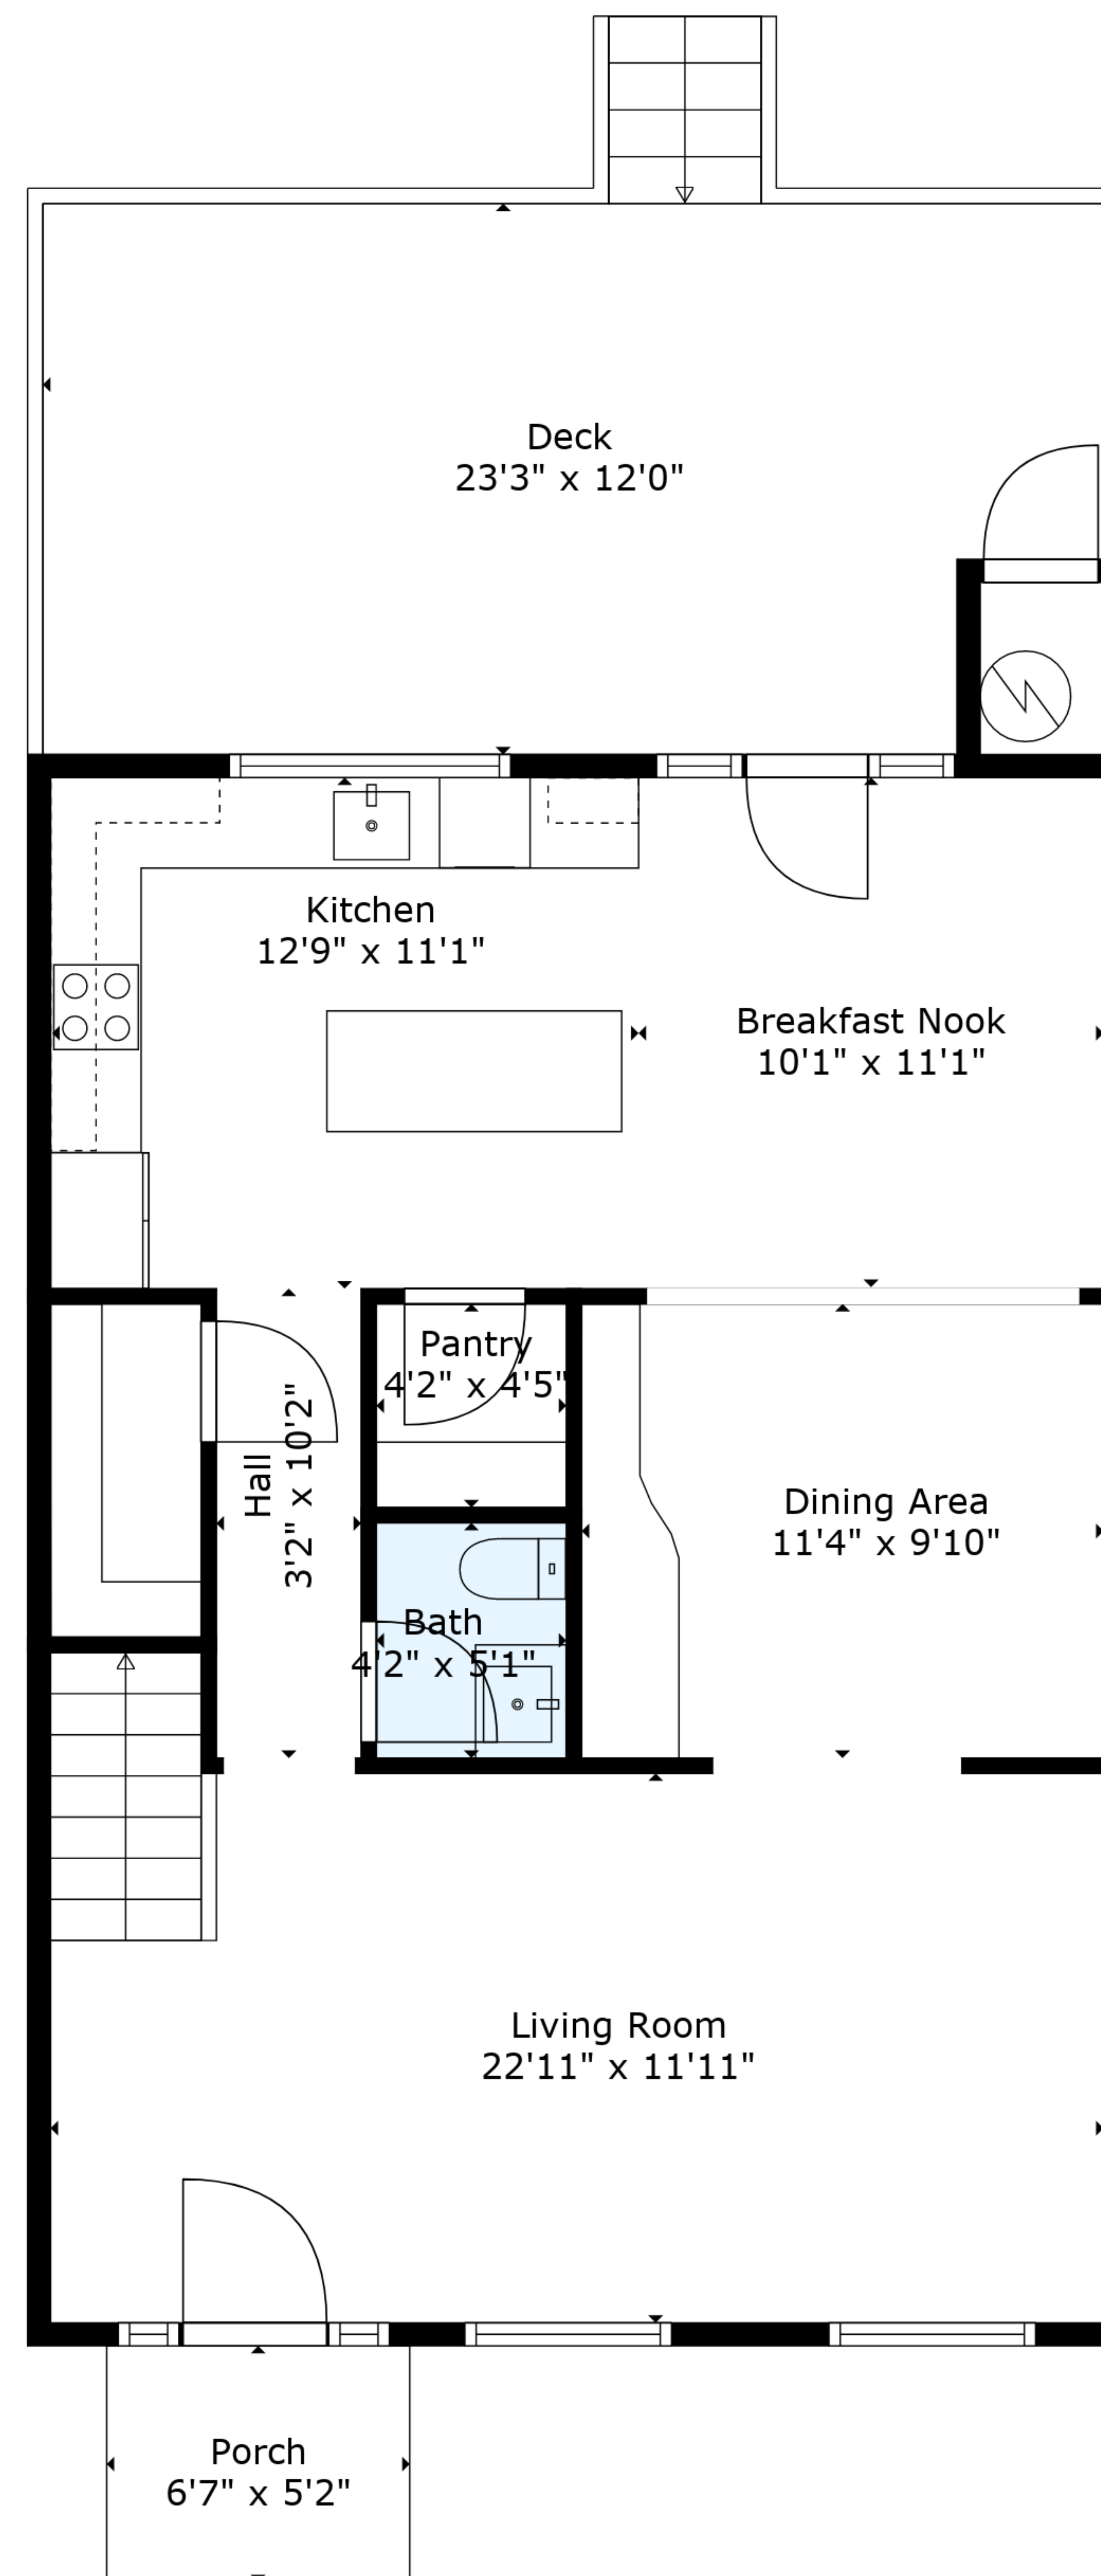 Deck
23'3" x 12'0"
Kitchen
12'9" x 11'1"
Breakfast Nook
10'1" x 11'1"
Pantry
4'2" x 4'5"
Hall
3'2" x 10'2"
Dining Area
11'4" x 9'10"
Bath
4'2" x 5'1"
Living Room
22'11" x 11'11"
Porch
6'7" x 5'2"